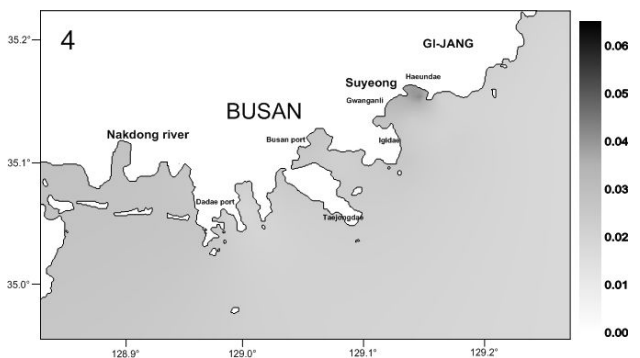 4
GI-JANG
Haeundae
Suyeong
Gwanganli
BUSAN
Nakdong river
Busan port
Igidae
Dadae port
Taejongdae
35.2°
35.1°
35.0°
128.9°
129.0°
129.1°
129.2°
0.06
0.05
0.04
0.03
0.02
0.01
0.00